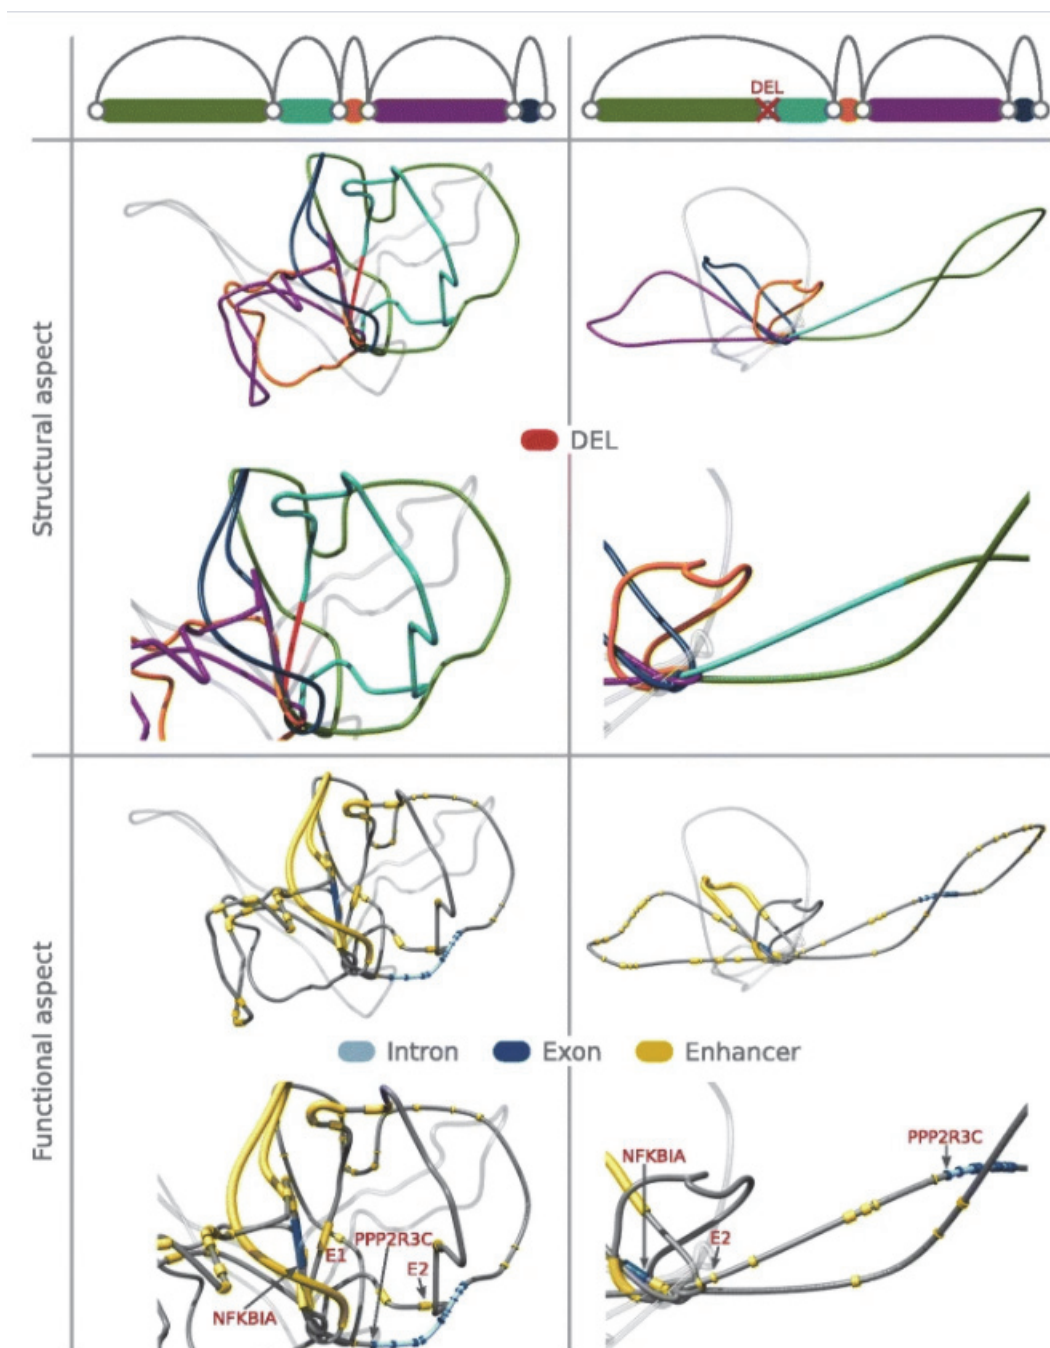 DEL
Structural aspect
DEL
Functional aspect
Intron Exon Enhancer
NFKBIA
E1
PPP2R3C
E2
NFKBIA
E2
PPP2R3C